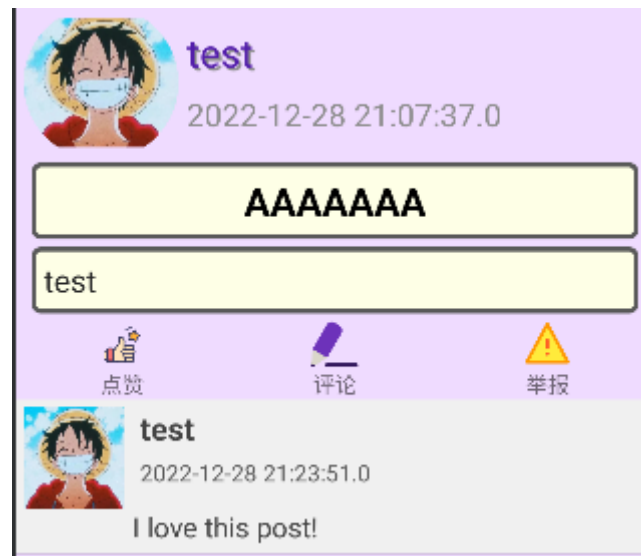 test
2022-12-28 21:07:37.0
AAAAAAA
test
点赞 评论 举报
test
2022-12-28 21:23:51.0
I love this post!